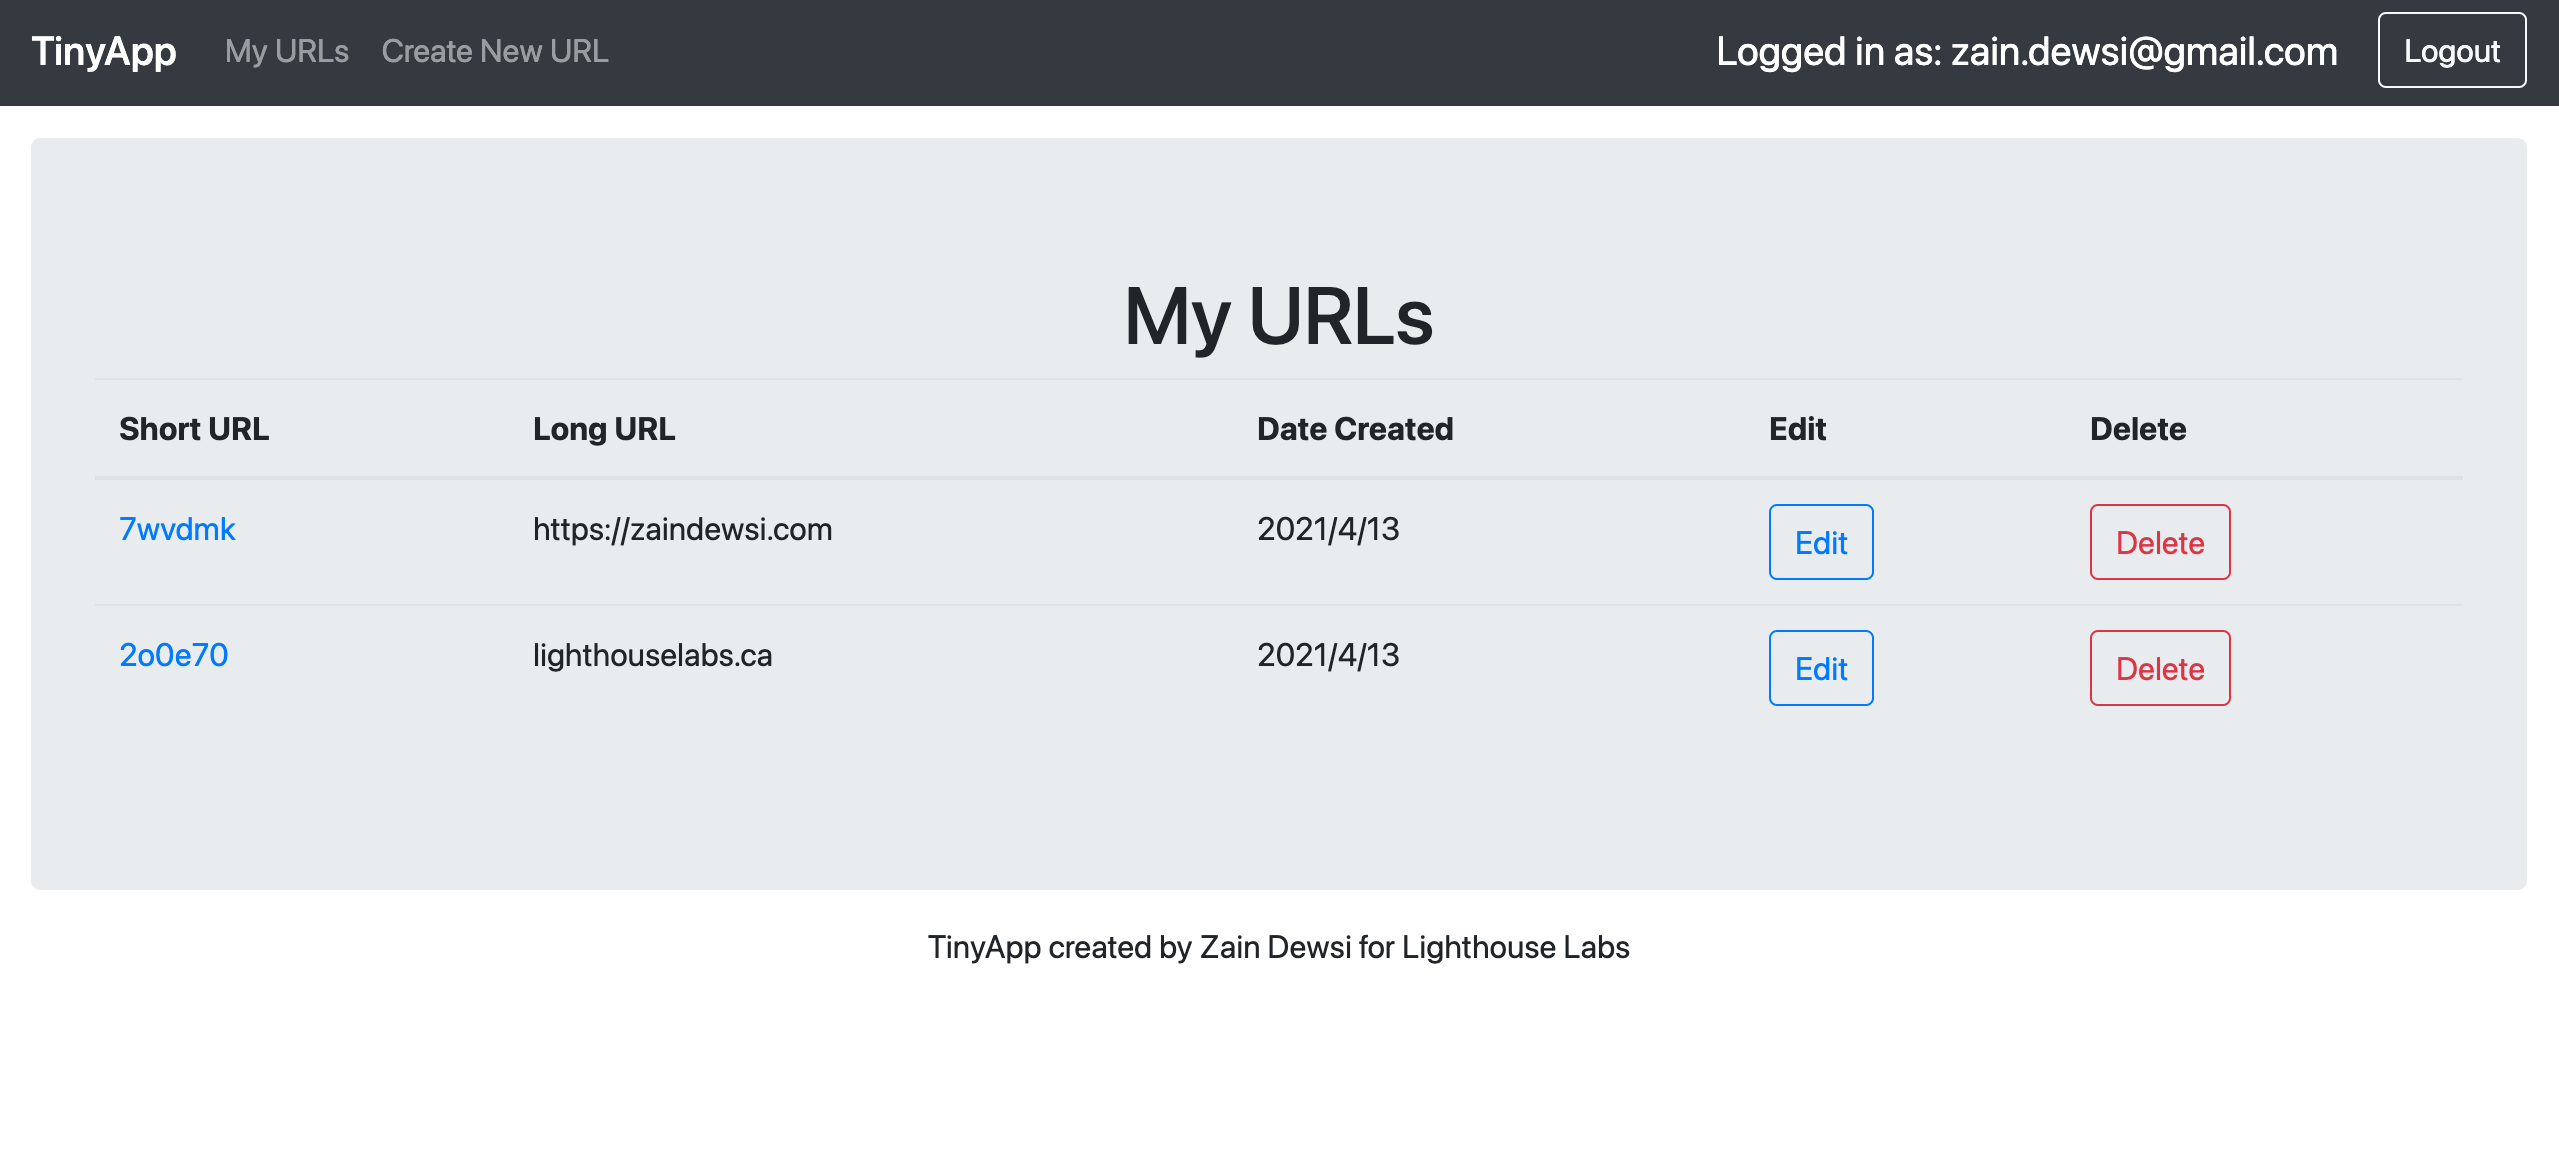 TinyApp My URLs Create New URL Logged in as: zain.dewsi@gmail.com Logout
My URLs
Short URL Long URL Date Created Edit Delete
7wvdmk https://zaindewsi.com 2021/4/13 Edit Delete
2o0e70 lighthouselabs.ca 2021/4/13 Edit Delete
TinyApp created by Zain Dewsi for Lighthouse Labs